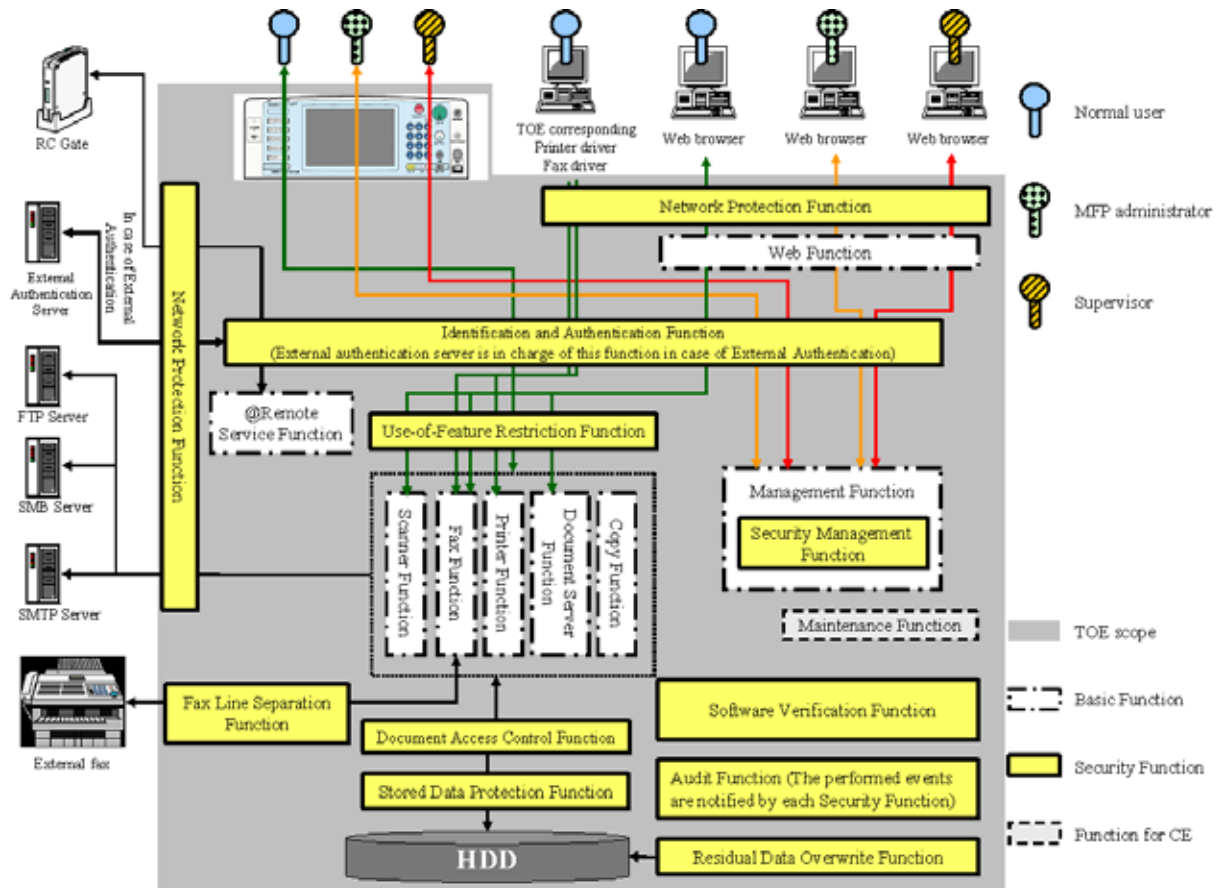 RC Gate
External
Authentication
Server
In case of External
Authentication
FTP Server
SMB Server
SMTP Server
External fax
TOE corresponding
Printer driver
Fax driver
Web browser
Web browser
Web browser
Network Protection Function
Web Function
Network Protection Function
Identification and Authentication Function
(External authentication server is in charge of this function in case of External Authentication)
@Remote
Service Function
Use-of-Feature Restriction Function
Scanner Function
Fax Function
Printer Function
Document Server
Function
Copy Function
Management Function
Security Management
Function
Maintenance Function
Fax Line Separation
Function
Document Access Control Function
Stored Data Protection Function
HDD
Software Verification Function
Audit Function (The performed events
are notified by each Security Function)
Residual Data Overwrite Function
Normal user
MFP administrator
Supervisor
TOE scope
Basic Function
Security Function
Function for CE